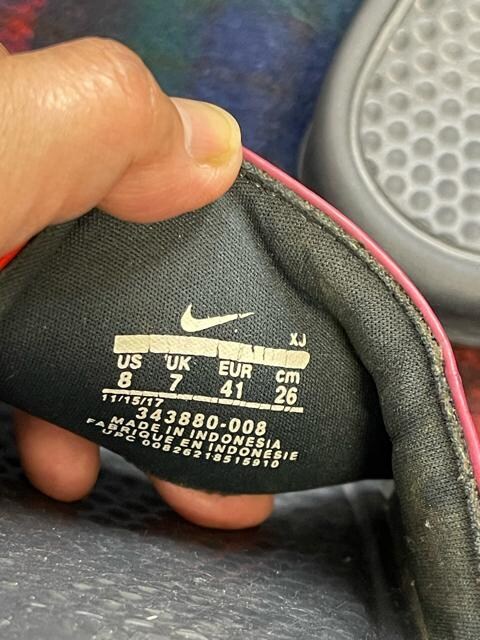 XJ
US UK EUR cm
8 7 41 26
11/15/17
343880-008
MADE IN INDONESIA
FABRIQUE EN INDONESIE
UPC 00826218515910